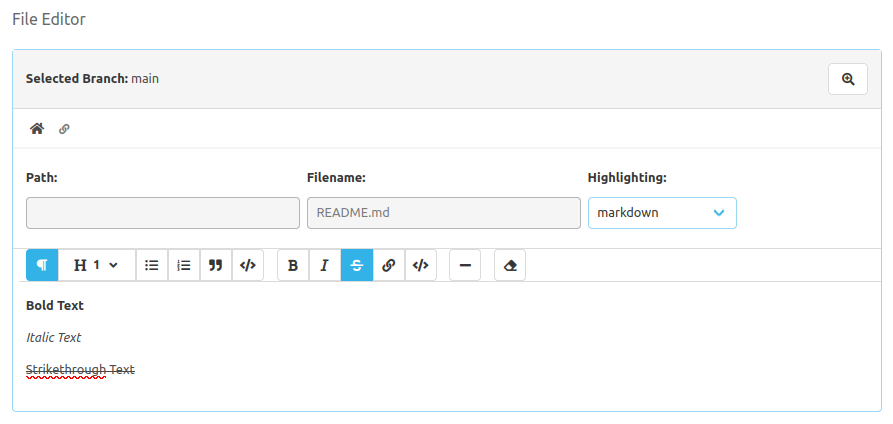 File Editor
Selected Branch: main
Path: Filename: Highlighting:
README.md markdown
H 1 B I S
Bold Text
Italic Text
Strikethrough Text